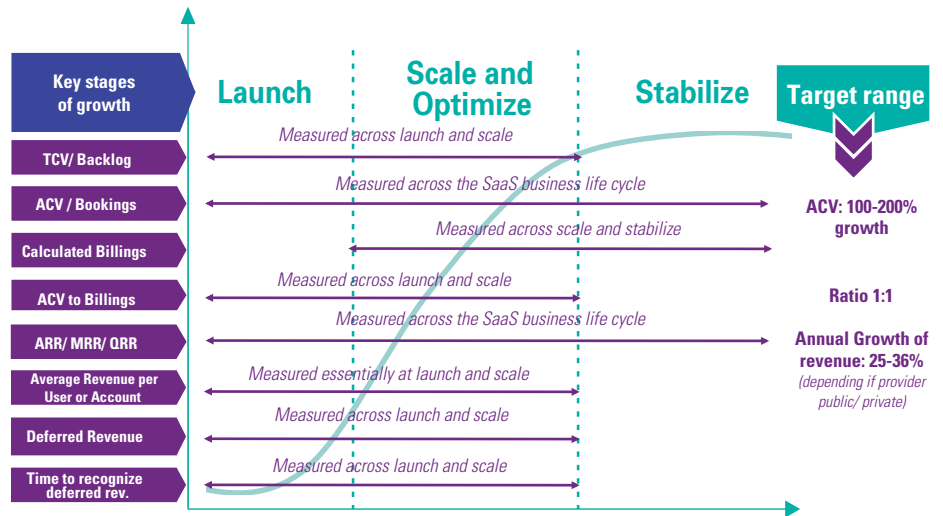 Key stages
of growth
Launch
Scale and
Optimize
Stabilize
Target range
TCV/ Backlog
Measured across launch and scale
ACV / Bookings
Measured across the SaaS business life cycle
ACV: 100-200%
growth
Calculated Billings
Measured across scale and stabilize
ACV to Billings
Measured across launch and scale
Ratio 1:1
ARR/ MRR/ QRR
Measured across the SaaS business life cycle
Annual Growth of
revenue: 25-36%
(depending if provider
public/ private)
Average Revenue per
User or Account
Measured essentially at launch and scale
Deferred Revenue
Measured across launch and scale
Time to recognize
deferred rev.
Measured across launch and scale